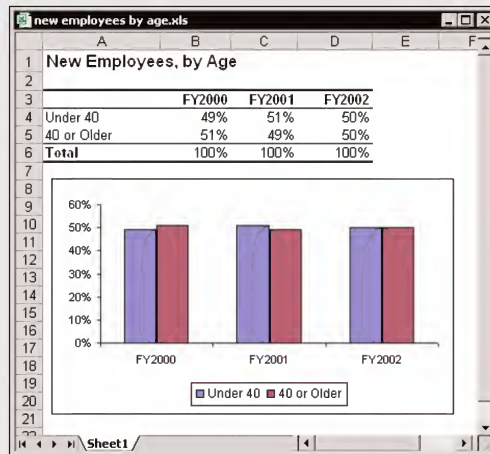 new employees by age.xls
A B C D E F
1 New Employees, by Age
2
3 FY2000 FY2001 FY2002
4 Under 40 49% 51% 50%
5 40 or Older 51% 49% 50%
6 Total 100% 100% 100%
7
8
9
10
11
12
13
14
15
16
17
18
19
20
21
60%
50%
40%
30%
20%
10%
0%
FY2000 FY2001 FY2002
Under 40 40 or Older
Sheet1